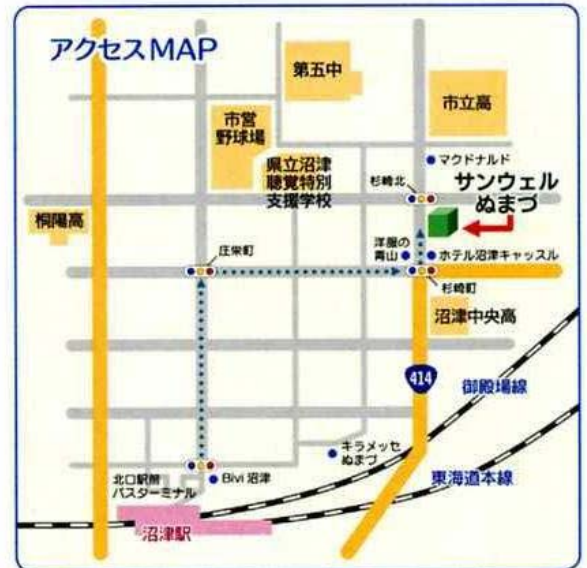 アクセスMAP
第五中
市立高
市営
野球場
マクドナルド
県立沼津
聴覚特別
支援学校
杉崎北
サンウェル
ぬまづ
桐陽高
庄栄町
洋服の
青山
ホテル沼津キャッスル
杉崎町
沼津中央高
414
御殿場線
キラメッセ
ぬまづ
東海道本線
北口駅前
バスターミナル
Bivi 沼津
沼津駅